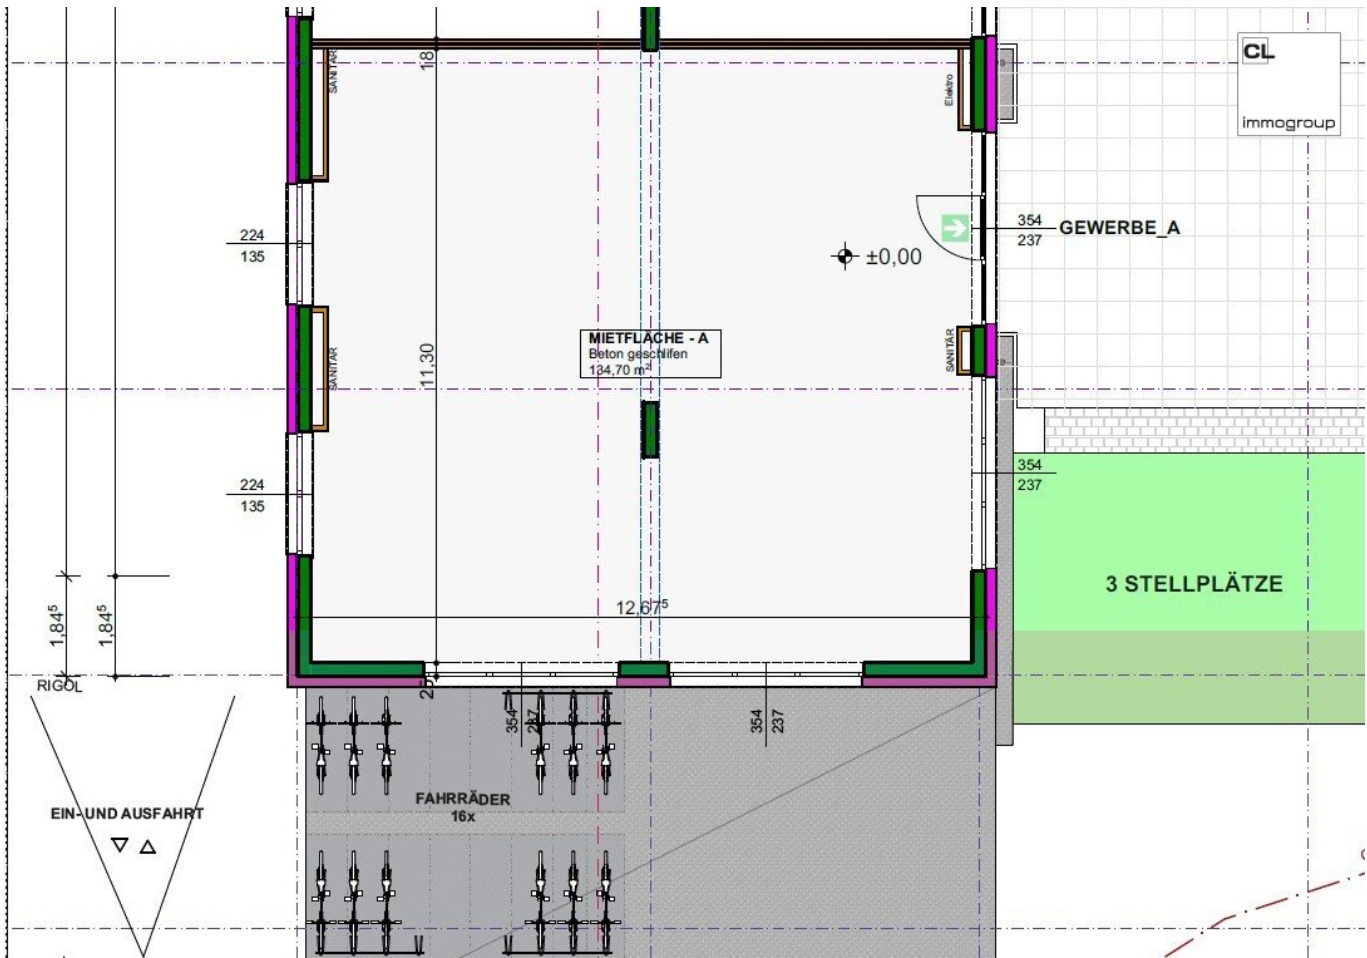 CL
immogroup
SANITÄR
18
Elektro
224
135
354
237
GEWERBE_A
±0,00
MIETFLÄCHE - A
Beton geschlifen
134,70 m²
11,30
SANITÄR
SANITÄR
224
135
354
237
3 STELLPLÄTZE
12,67⁵
1,84⁵
1,84⁵
RIGOL
354
237
354
237
FAHRRÄDER
16x
EIN- UND AUSFAHRT